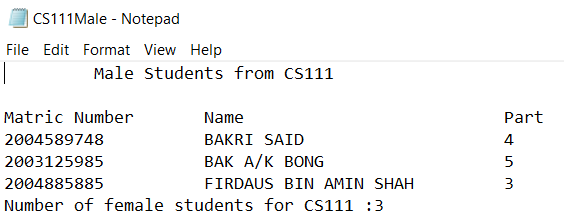 CS111Male - Notepad
File Edit Format View Help
Male Students from CS111
Matric Number Name Part
2004589748 BAKRI SAID 4
2003125985 BAK A/K BONG 5
2004885885 FIRDAUS BIN AMIN SHAH 3
Number of female students for CS111 :3